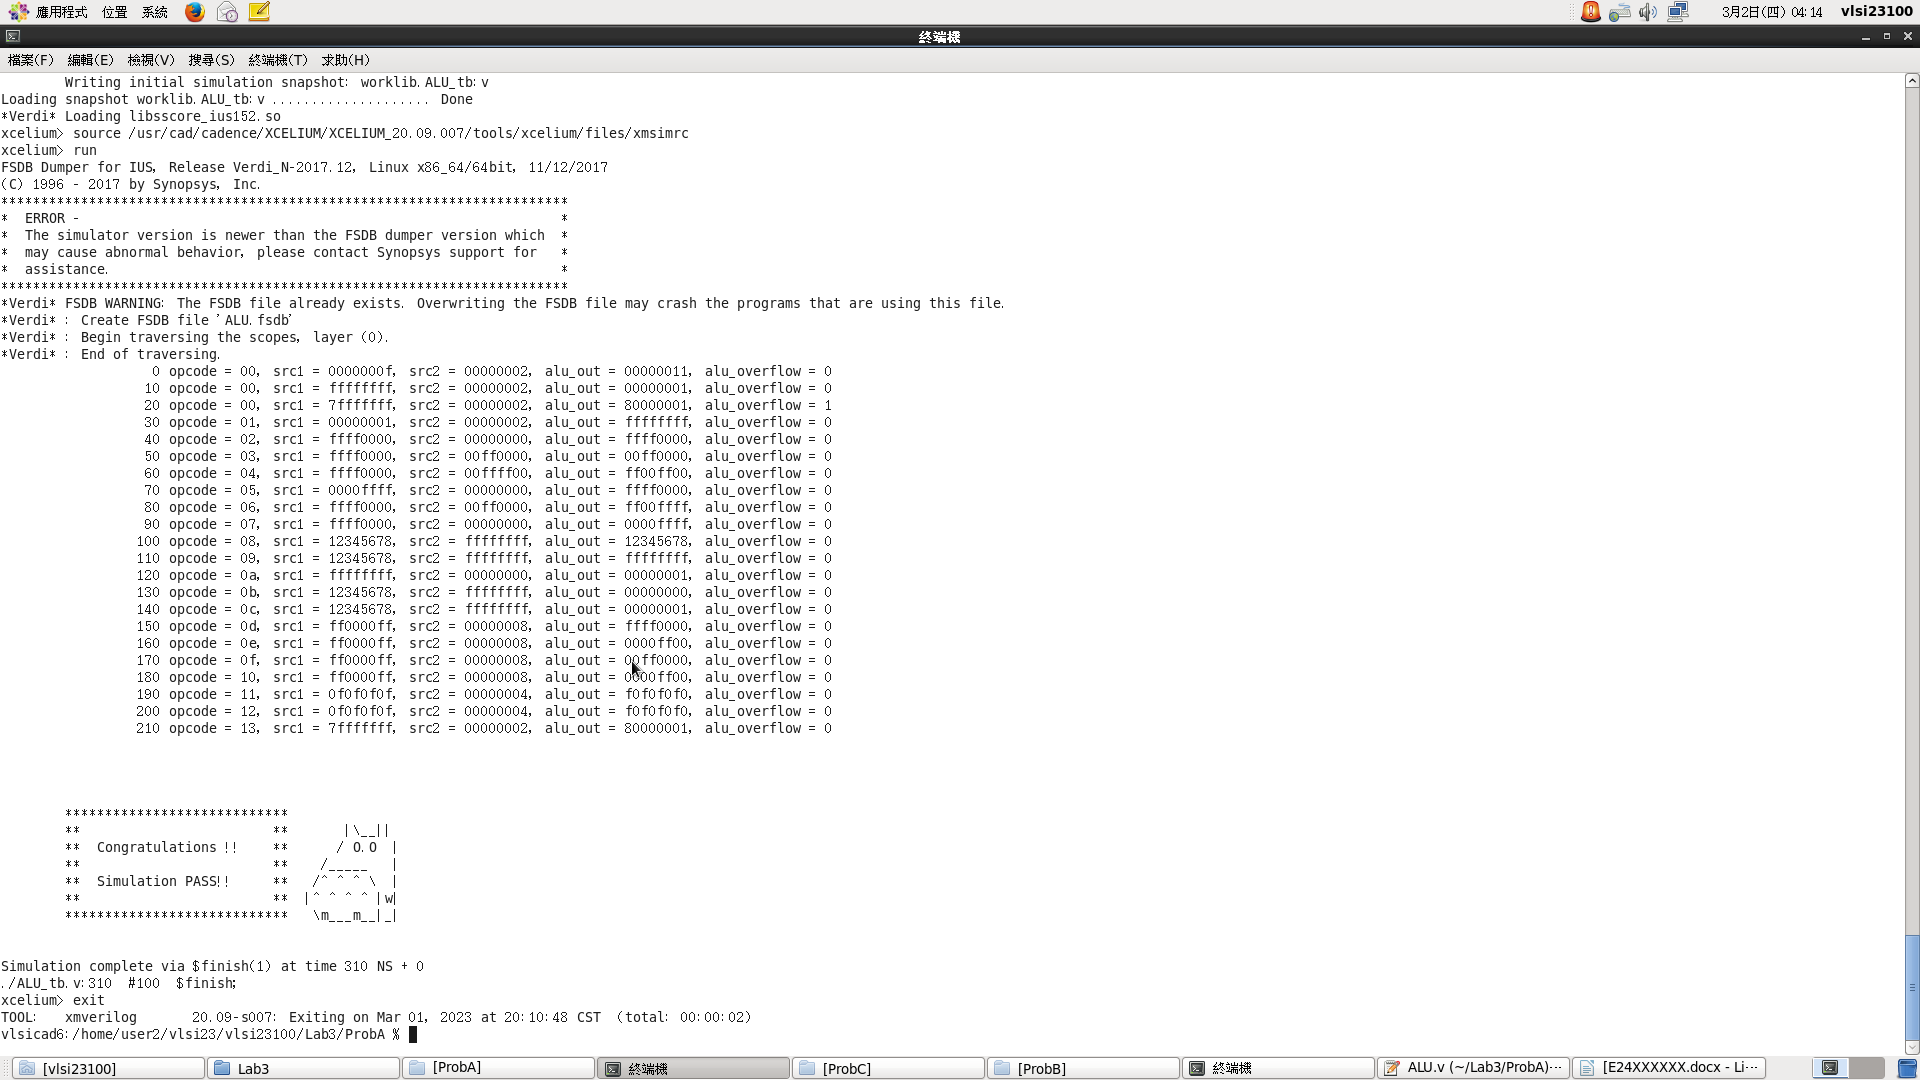 應用程式 位置 系統 3月2日(四) 04:14 vlsi23100
終端機
檔案(F) 編輯(E) 檢視(V) 搜尋(S) 終端機(T) 求助(H)
Writing initial simulation snapshot: worklib.ALU_tb:v
Loading snapshot worklib.ALU_tb:v .................... Done
*Verdi* Loading libsscore_ius152.so
xcelium> source /usr/cad/cadence/XCELIUM/XCELIUM_20.09.007/tools/xcelium/files/xmsimrc
xcelium> run
FSDB Dumper for IUS, Release Verdi_N-2017.12, Linux x86_64/64bit, 11/12/2017
(C) 1996 - 2017 by Synopsys, Inc.
***********************************************************************
*  ERROR -                                                            *
*  The simulator version is newer than the FSDB dumper version which  *
*  may cause abnormal behavior, please contact Synopsys support for   *
*  assistance.                                                        *
***********************************************************************
*Verdi* FSDB WARNING: The FSDB file already exists. Overwriting the FSDB file may crash the programs that are using this file.
*Verdi* : Create FSDB file 'ALU.fsdb'
*Verdi* : Begin traversing the scopes, layer (0).
*Verdi* : End of traversing.
0 opcode = 00, src1 = 0000000f, src2 = 00000002, alu_out = 00000011, alu_overflow = 0
10 opcode = 00, src1 = ffffffff, src2 = 00000002, alu_out = 00000001, alu_overflow = 0
20 opcode = 00, src1 = 7fffffff, src2 = 00000002, alu_out = 80000001, alu_overflow = 1
30 opcode = 01, src1 = 00000001, src2 = 00000002, alu_out = ffffffff, alu_overflow = 0
40 opcode = 02, src1 = ffff0000, src2 = 00000000, alu_out = ffff0000, alu_overflow = 0
50 opcode = 03, src1 = ffff0000, src2 = 00ff0000, alu_out = 00ff0000, alu_overflow = 0
60 opcode = 04, src1 = ffff0000, src2 = 00ffff00, alu_out = ff00ff00, alu_overflow = 0
70 opcode = 05, src1 = 0000ffff, src2 = 00000000, alu_out = ffff0000, alu_overflow = 0
80 opcode = 06, src1 = ffff0000, src2 = 00ff0000, alu_out = ff00ffff, alu_overflow = 0
90 opcode = 07, src1 = ffff0000, src2 = 00000000, alu_out = 0000ffff, alu_overflow = 0
100 opcode = 08, src1 = 12345678, src2 = ffffffff, alu_out = 12345678, alu_overflow = 0
110 opcode = 09, src1 = 12345678, src2 = ffffffff, alu_out = ffffffff, alu_overflow = 0
120 opcode = 0a, src1 = ffffffff, src2 = 00000000, alu_out = 00000001, alu_overflow = 0
130 opcode = 0b, src1 = 12345678, src2 = ffffffff, alu_out = 00000000, alu_overflow = 0
140 opcode = 0c, src1 = 12345678, src2 = ffffffff, alu_out = 00000001, alu_overflow = 0
150 opcode = 0d, src1 = ff0000ff, src2 = 00000008, alu_out = ffff0000, alu_overflow = 0
160 opcode = 0e, src1 = ff0000ff, src2 = 00000008, alu_out = 0000ff00, alu_overflow = 0
170 opcode = 0f, src1 = ff0000ff, src2 = 00000008, alu_out = 00ff0000, alu_overflow = 0
180 opcode = 10, src1 = ff0000ff, src2 = 00000008, alu_out = 0000ff00, alu_overflow = 0
190 opcode = 11, src1 = 0f0f0f0f, src2 = 00000004, alu_out = f0f0f0f0, alu_overflow = 0
200 opcode = 12, src1 = 0f0f0f0f, src2 = 00000004, alu_out = f0f0f0f0, alu_overflow = 0
210 opcode = 13, src1 = 7fffffff, src2 = 00000002, alu_out = 80000001, alu_overflow = 0
****************************
**                        **       |\__||
**  Congratulations !!    **      / O.O  |
**                        **    /_____   |
**  Simulation PASS!!     **   /^ ^ ^ \  |
**                        **  |^ ^ ^ ^ |w|
****************************   \m___m__|_|
Simulation complete via $finish(1) at time 310 NS + 0
./ALU_tb.v:310  #100  $finish;
xcelium> exit
TOOL:   xmverilog       20.09-s007: Exiting on Mar 01, 2023 at 20:10:48 CST  (total: 00:00:02)
vlsicad6:/home/user2/vlsi23/vlsi23100/Lab3/ProbA %
[vlsi23100] Lab3 [ProbA] 終端機 [ProbC] [ProbB] 終端機 ALU.v (~/Lab3/ProbA)··· [E24XXXXXX.docx - Li···